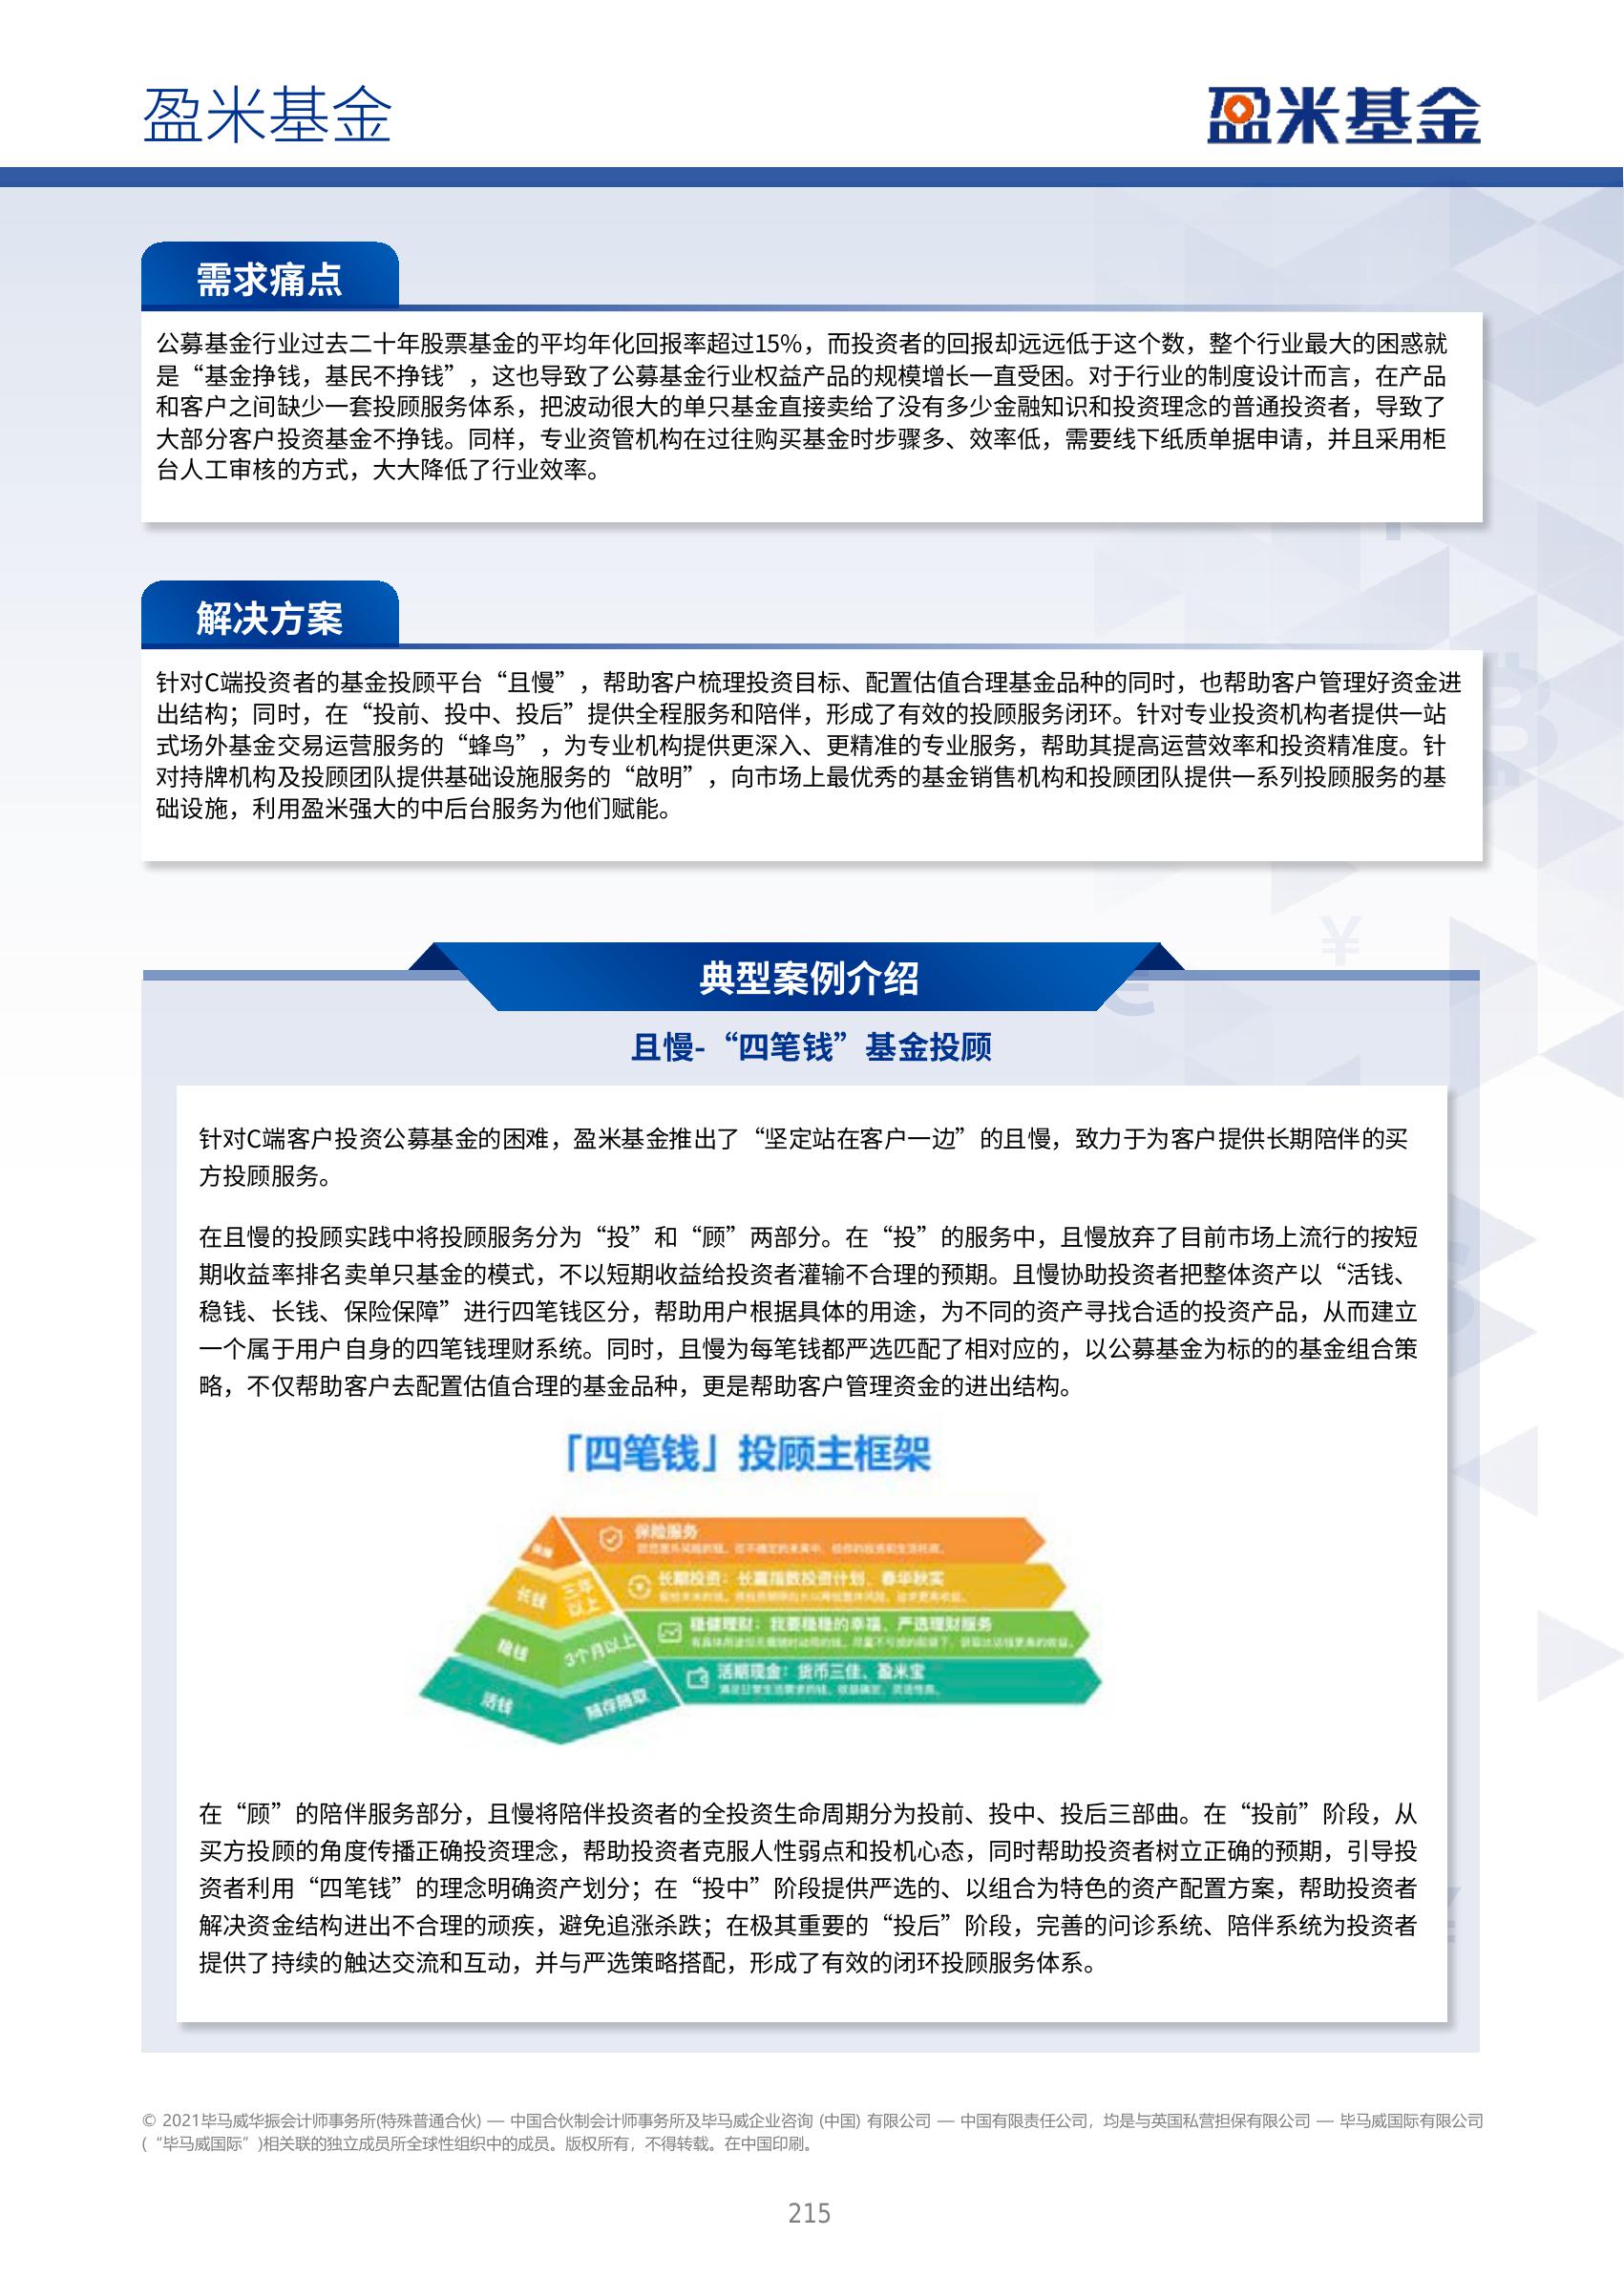 盈米基金
盈米基金
需求痛点
公募基金行业过去二十年股票基金的平均年化回报率超过15%，而投资者的回报却远远低于这个数，整个行业最大的困惑就
是“基金挣钱，基民不挣钱”，这也导致了公募基金行业权益产品的规模增长一直受困。对于行业的制度设计而言，在产品
和客户之间缺少一套投顾服务体系，把波动很大的单只基金直接卖给了没有多少金融知识和投资理念的普通投资者，导致了
大部分客户投资基金不挣钱。同样，专业资管机构在过往购买基金时步骤多、效率低，需要线下纸质单据申请，并且采用柜
台人工审核的方式，大大降低了行业效率。
解决方案
针对C端投资者的基金投顾平台“且慢”，帮助客户梳理投资目标、配置估值合理基金品种的同时，也帮助客户管理好资金进
出结构；同时，在“投前、投中、投后”提供全程服务和陪伴，形成了有效的投顾服务闭环。针对专业投资机构者提供一站
式场外基金交易运营服务的“蜂鸟”，为专业机构提供更深入、更精准的专业服务，帮助其提高运营效率和投资精准度。针
对持牌机构及投顾团队提供基础设施服务的“啟明”，向市场上最优秀的基金销售机构和投顾团队提供一系列投顾服务的基
础设施，利用盈米强大的中后台服务为他们赋能。
典型案例介绍
且慢-“四笔钱”基金投顾
针对C端客户投资公募基金的困难，盈米基金推出了“坚定站在客户一边”的且慢，致力于为客户提供长期陪伴的买
方投顾服务。
在且慢的投顾实践中将投顾服务分为“投”和“顾”两部分。在“投”的服务中，且慢放弃了目前市场上流行的按短
期收益率排名卖单只基金的模式，不以短期收益给投资者灌输不合理的预期。且慢协助投资者把整体资产以“活钱、
稳钱、长钱、保险保障”进行四笔钱区分，帮助用户根据具体的用途，为不同的资产寻找合适的投资产品，从而建立
一个属于用户自身的四笔钱理财系统。同时，且慢为每笔钱都严选匹配了相对应的，以公募基金为标的的基金组合策
略，不仅帮助客户去配置估值合理的基金品种，更是帮助客户管理资金的进出结构。
「四笔钱」投顾主框架
保险服务
长钱 三年以上
长期投资：长赢指数投资计划、春华秋实
稳钱 3个月以上
稳健理财：我要稳稳的幸福、严选理财服务
活钱 随存随取
活期现金：货币三佳、盈米宝
在“顾”的陪伴服务部分，且慢将陪伴投资者的全投资生命周期分为投前、投中、投后三部曲。在“投前”阶段，从
买方投顾的角度传播正确投资理念，帮助投资者克服人性弱点和投机心态，同时帮助投资者树立正确的预期，引导投
资者利用“四笔钱”的理念明确资产划分；在“投中”阶段提供严选的、以组合为特色的资产配置方案，帮助投资者
解决资金结构进出不合理的顽疾，避免追涨杀跌；在极其重要的“投后”阶段，完善的问诊系统、陪伴系统为投资者
提供了持续的触达交流和互动，并与严选策略搭配，形成了有效的闭环投顾服务体系。
© 2021毕马威华振会计师事务所(特殊普通合伙) — 中国合伙制会计师事务所及毕马威企业咨询 (中国) 有限公司 — 中国有限责任公司，均是与英国私营担保有限公司 — 毕马威国际有限公司
(“毕马威国际”)相关联的独立成员所全球性组织中的成员。版权所有，不得转载。在中国印刷。
215